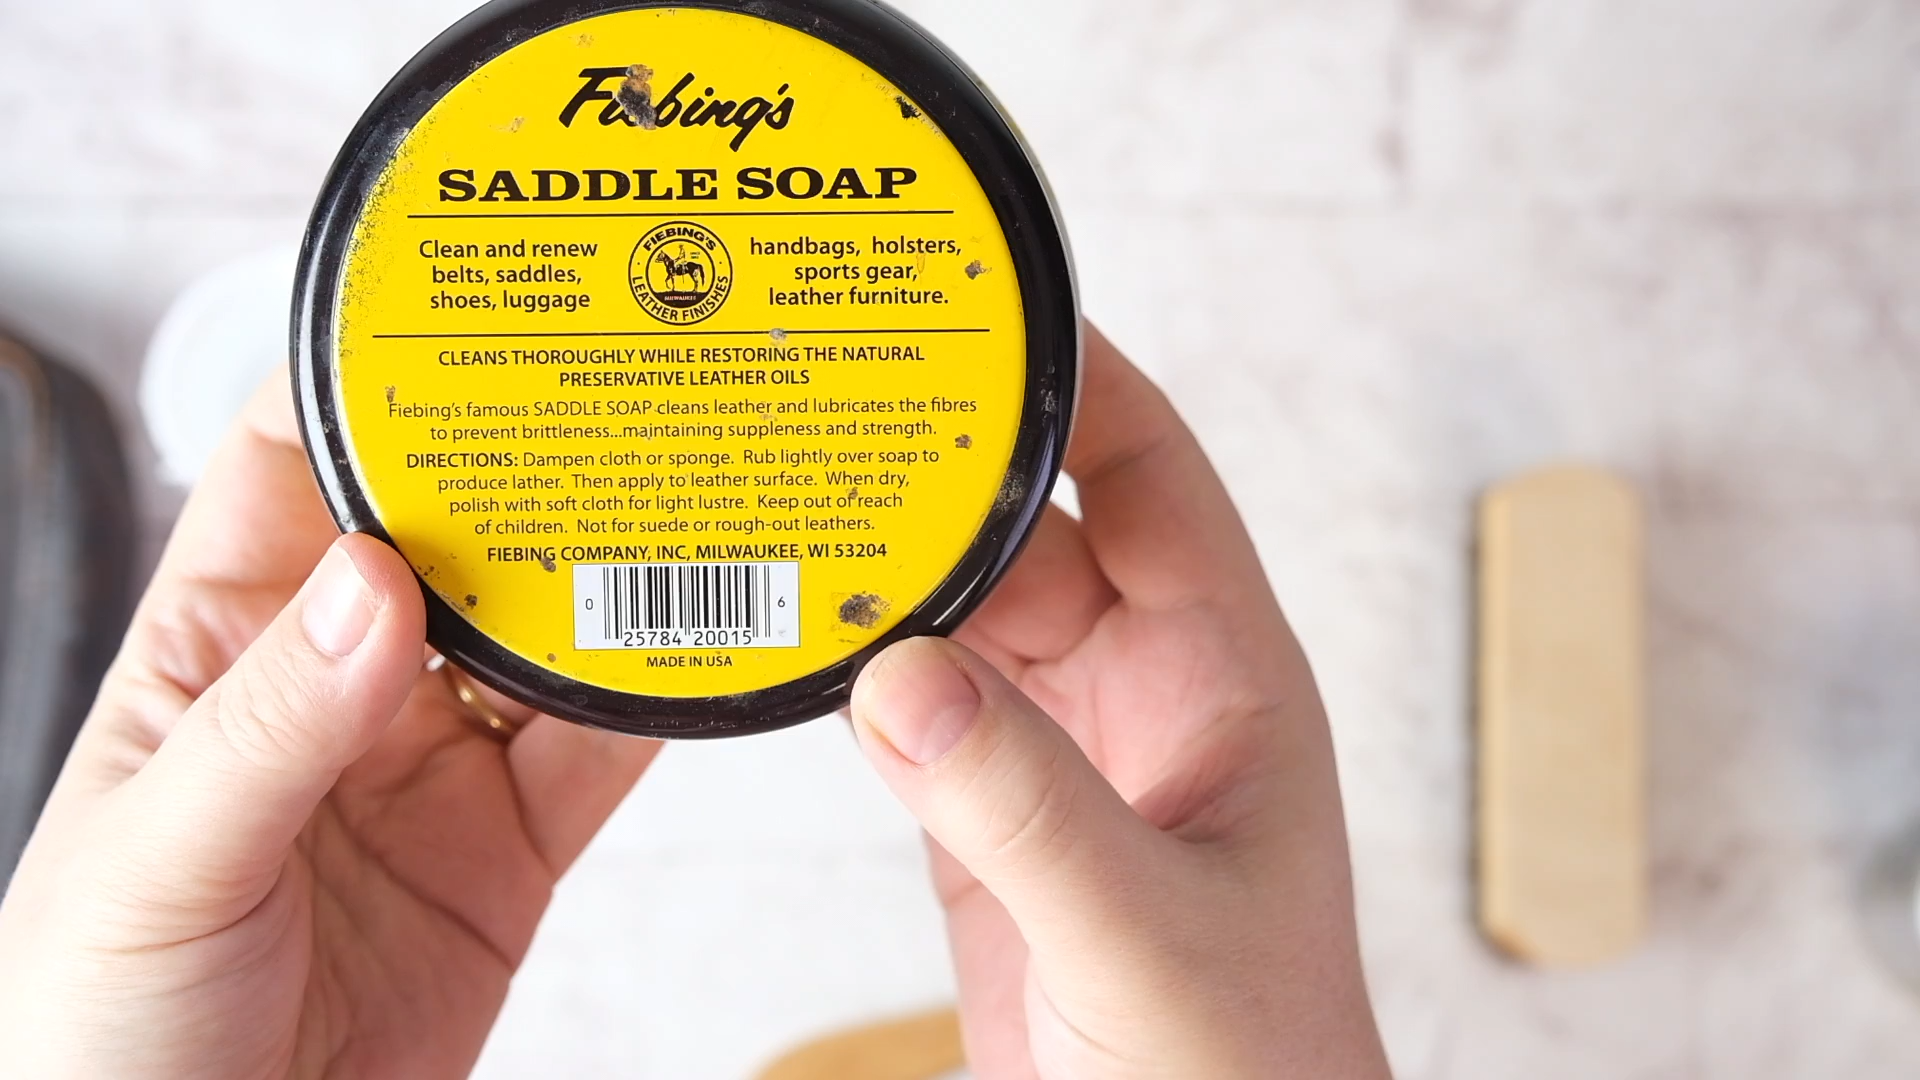 Fiebing's
SADDLE SOAP
Clean and renew
belts, saddles,
shoes, luggage
FIEBING'S
LEATHER FINISHES
MILWAUKEE
handbags, holsters,
sports gear,
leather furniture.
CLEANS THOROUGHLY WHILE RESTORING THE NATURAL
PRESERVATIVE LEATHER OILS
Fiebing's famous SADDLE SOAP cleans leather and lubricates the fibres
to prevent brittleness...maintaining suppleness and strength.
DIRECTIONS: Dampen cloth or sponge. Rub lightly over soap to
produce lather. Then apply to leather surface. When dry,
polish with soft cloth for light lustre. Keep out of reach
of children. Not for suede or rough-out leathers.
FIEBING COMPANY, INC, MILWAUKEE, WI 53204
0 25784 20015 6
MADE IN USA